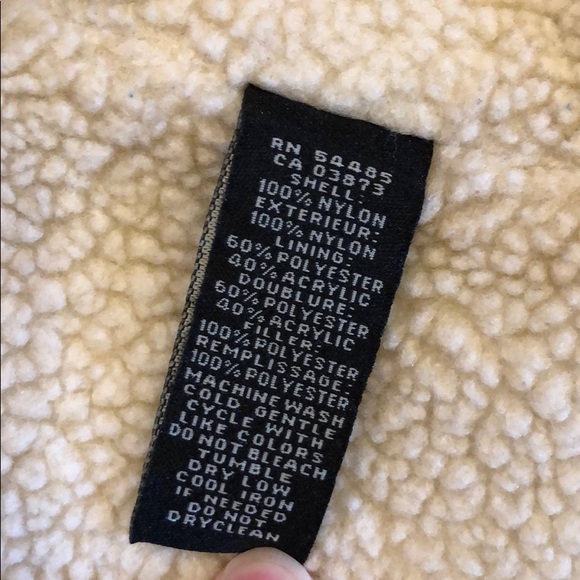 RN 54485
CA 03873
SHELL:
100% NYLON
EXTERIEUR:
100% NYLON
LINING:
60% POLYESTER
40% ACRYLIC
DOUBLURE:
60% POLYESTER
40% ACRYLIC
FILLER:
100% POLYESTER
REMPLISSAGE:
100% POLYESTER
MACHINE WASH
COLD, GENTLE
CYCLE WITH
LIKE COLORS
DO NOT BLEACH
TUMBLE
DRY LOW
COOL IRON
IF NEEDED
DO NOT
DRYCLEAN